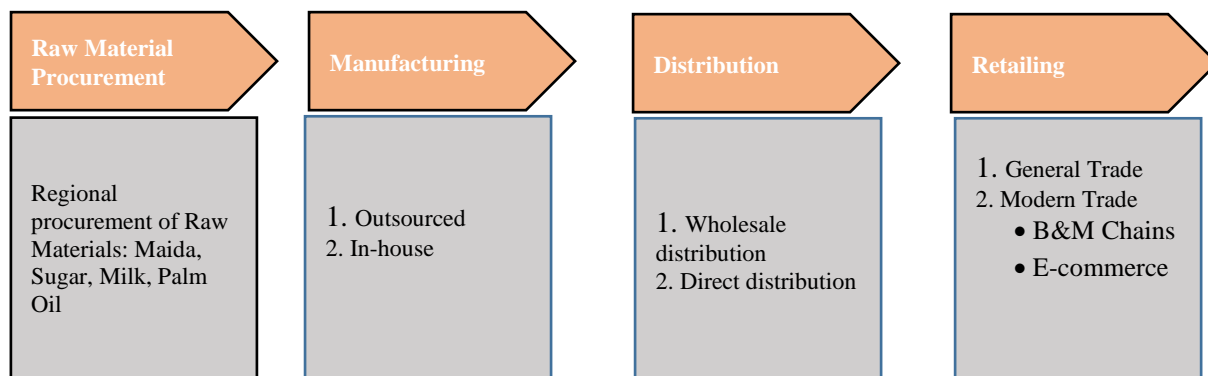 Raw Material
Procurement
Manufacturing
Distribution
Retailing
Regional
procurement of Raw
Materials: Maida,
Sugar, Milk, Palm
Oil
1. Outsourced
2. In-house
1. Wholesale
distribution
2. Direct distribution
1. General Trade
2. Modern Trade
• B&M Chains
• E-commerce